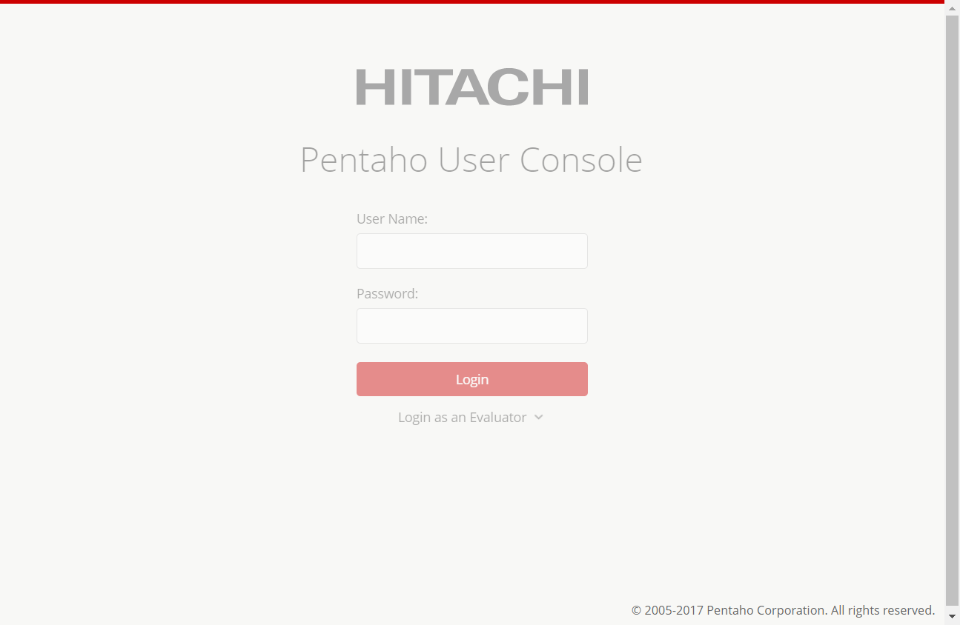 HITACHI
Pentaho User Console
User Name:
Password:
Login
Login as an Evaluator
© 2005-2017 Pentaho Corporation. All rights reserved.